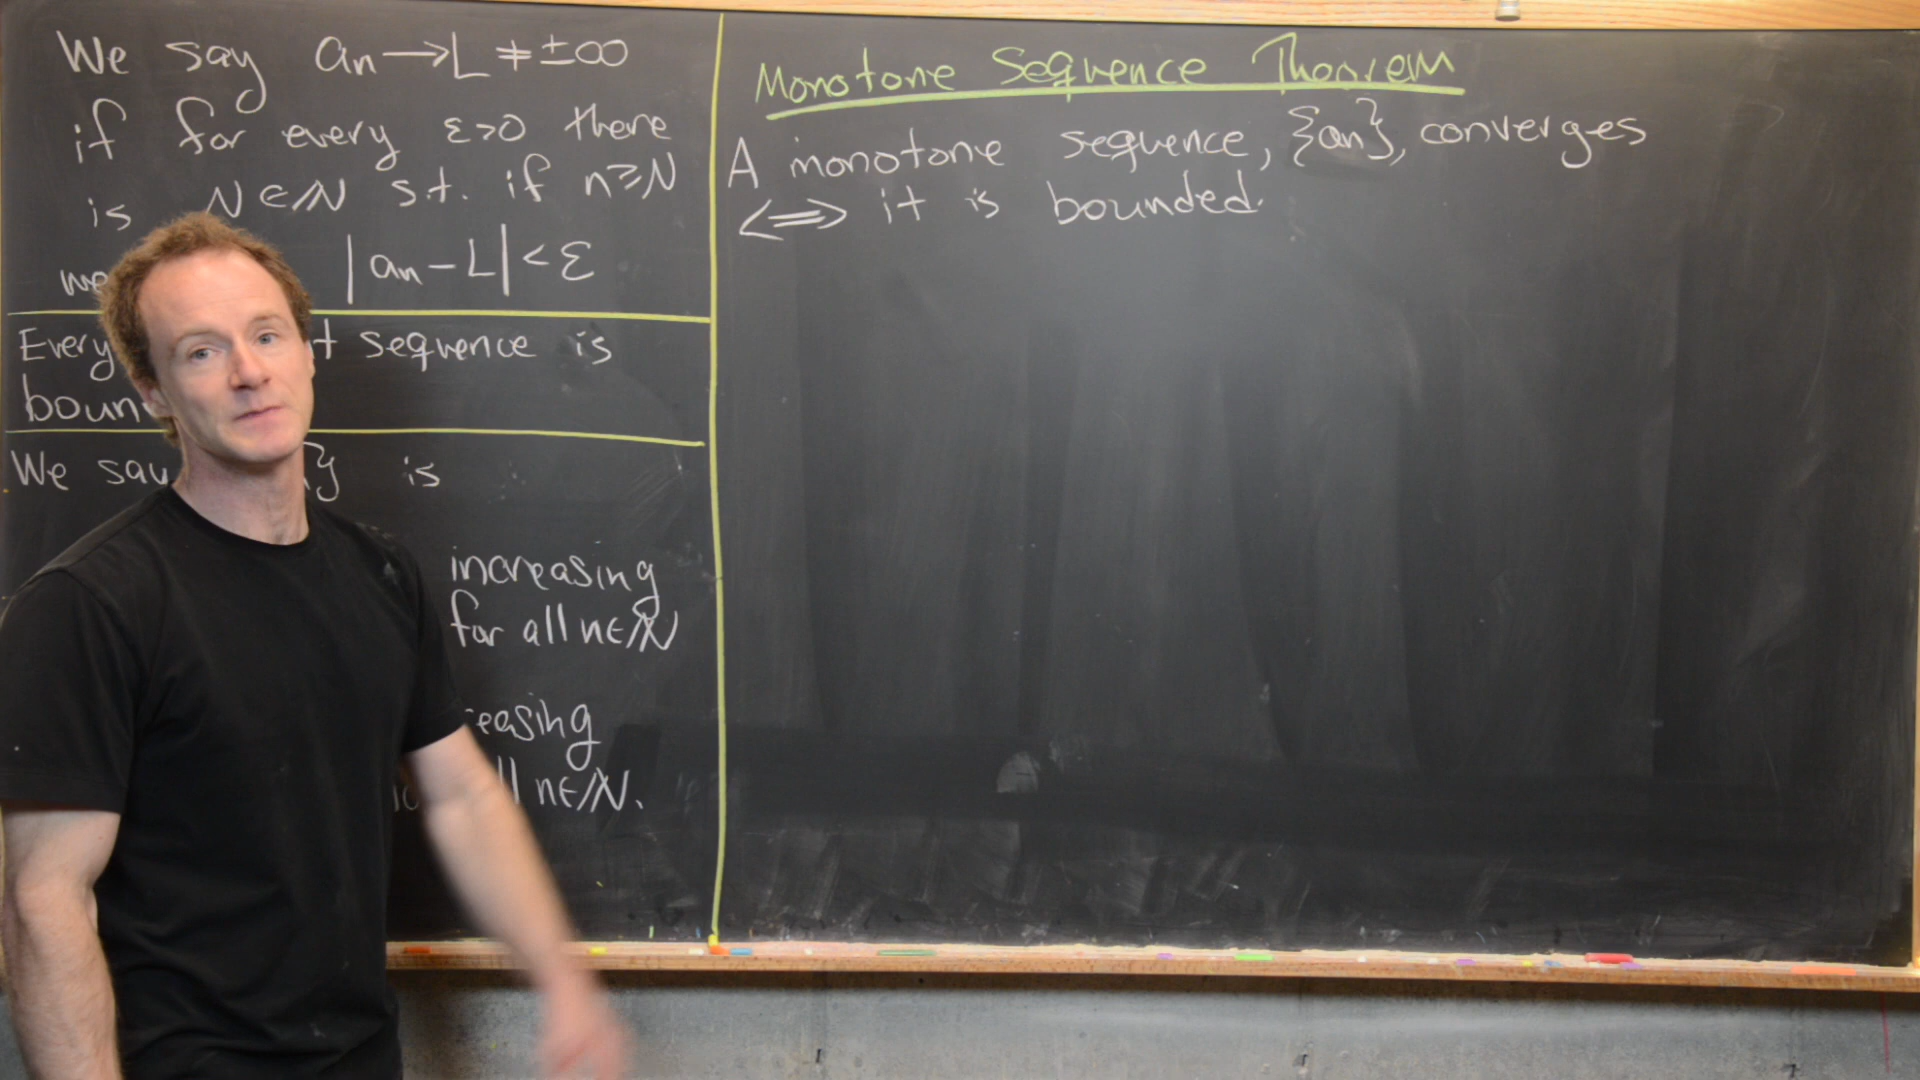 We say an→L ≠ ±∞
if for every ε>0 there
is N∈ℕ s.t. if n≥N
we |an-L|<ε
Every sequence is
We say } is
increasing
for all n∈ℕ
n∈ℕ.
Monotone Sequence Theorem
A monotone sequence, {an}, converges
⟺ it is bounded.